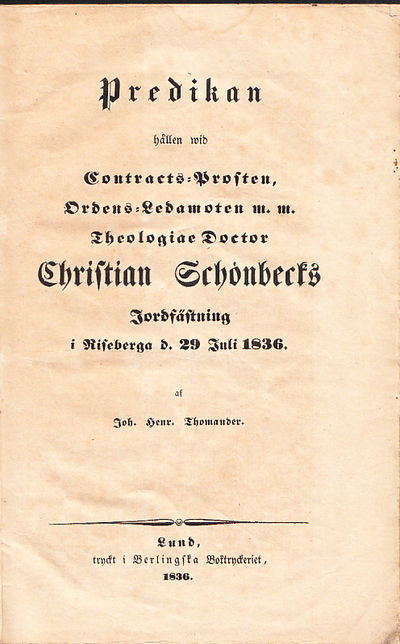 Predikan
hållen wid
Contracts-Prosten,
Ordens-Ledamoten m. m.
Theologiae Doctor
Christian Schönbecks
Jordfästning
i Riseberga d. 29 Juli 1836.
af
Joh. Henr. Thomander.
Lund,
tryckt i Berlingska Boktryckeriet,
1836.